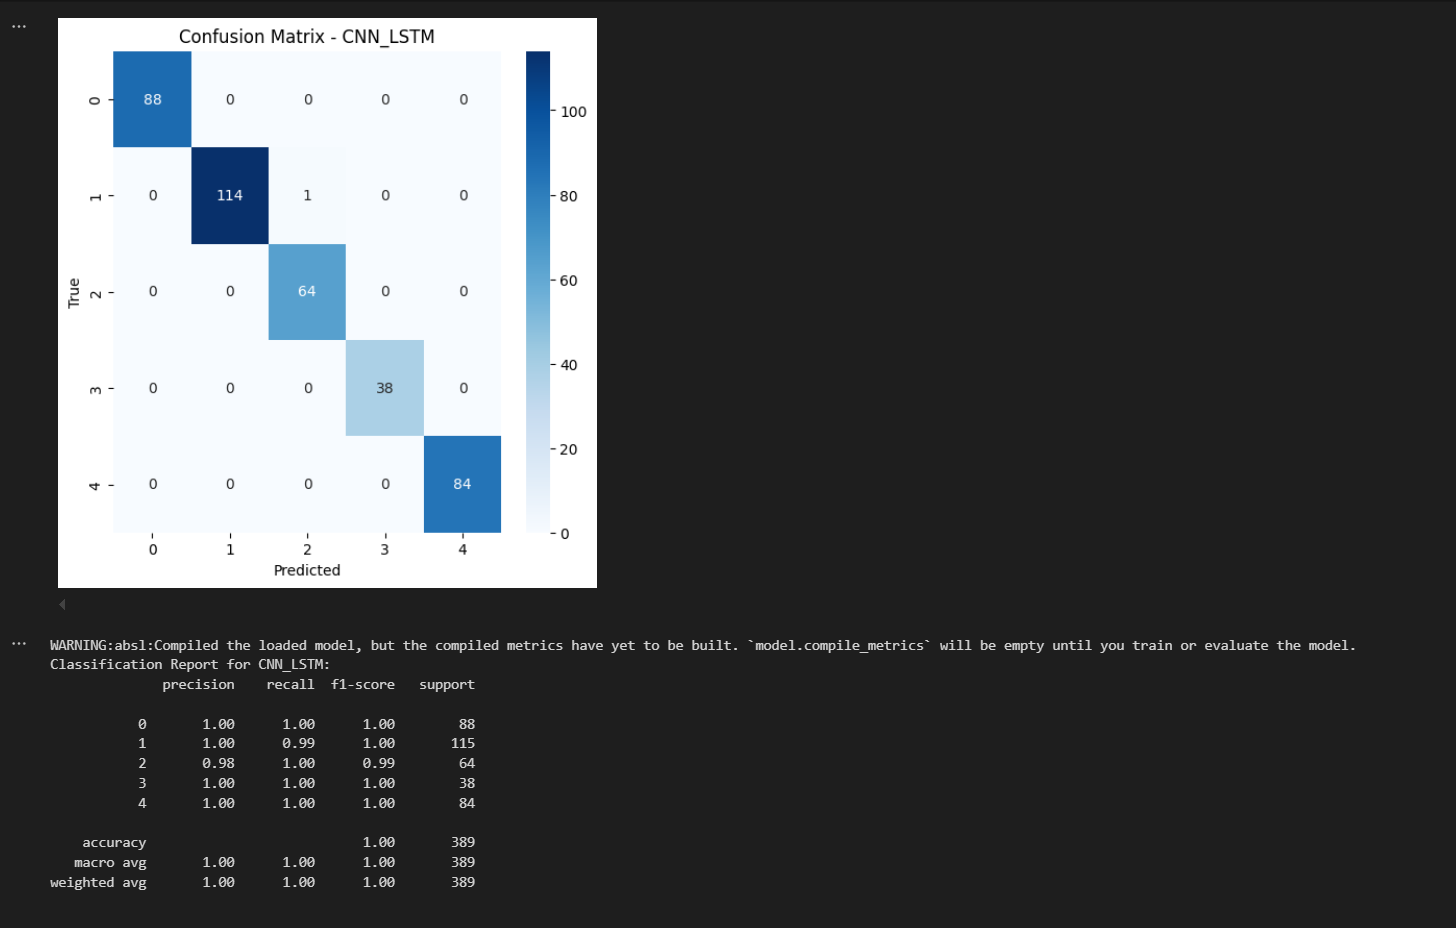 ...
Confusion Matrix - CNN_LSTM
0 88 0 0 0 0
100
1 0 114 1 0 0
80
True
2 0 0 64 0 0
60
3 0 0 0 38 0
40
20
4 0 0 0 0 84
0
0 1 2 3 4
Predicted
...
WARNING:absl:Compiled the loaded model, but the compiled metrics have yet to be built. `model.compile_metrics` will be empty until you train or evaluate the model.
Classification Report for CNN_LSTM:
precision recall f1-score support
0 1.00 1.00 1.00 88
1 1.00 0.99 1.00 115
2 0.98 1.00 0.99 64
3 1.00 1.00 1.00 38
4 1.00 1.00 1.00 84
accuracy 1.00 389
macro avg 1.00 1.00 1.00 389
weighted avg 1.00 1.00 1.00 389